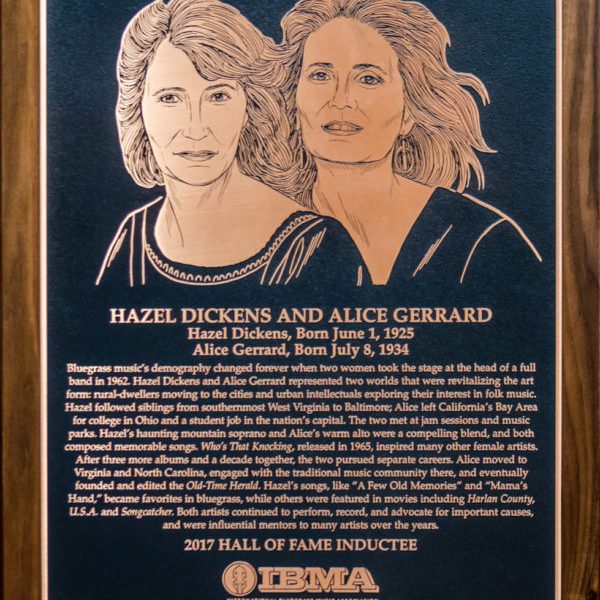 HAZEL DICKENS AND ALICE GERRARD
Hazel Dickens, Born June 1, 1925
Alice Gerrard, Born July 8, 1934
Bluegrass music's demography changed forever when two women took the stage at the head of a full
band in 1962. Hazel Dickens and Alice Gerrard represented two worlds that were revitalizing the art
form: rural-dwellers moving to the cities and urban intellectuals exploring their interest in folk music.
Hazel followed siblings from southernmost West Virginia to Baltimore; Alice left California's Bay Area
for college in Ohio and a student job in the nation's capital. The two met at jam sessions and music
parks. Hazel's haunting mountain soprano and Alice's warm alto were a compelling blend, and both
composed memorable songs. Who's That Knocking, released in 1965, inspired many other female artists.
After three more albums and a decade together, the two pursued separate careers. Alice moved to
Virginia and North Carolina, engaged with the traditional music community there, and eventually
founded and edited the Old-Time Herald. Hazel's songs, like "A Few Old Memories" and "Mama's
Hand," became favorites in bluegrass, while others were featured in movies including Harlan County,
U.S.A. and Songcatcher. Both artists continued to perform, record, and advocate for important causes,
and were influential mentors to many artists over the years.
2017 HALL OF FAME INDUCTEE
IBMA
INTERNATIONAL BLUEGRASS MUSIC ASSOCIATION